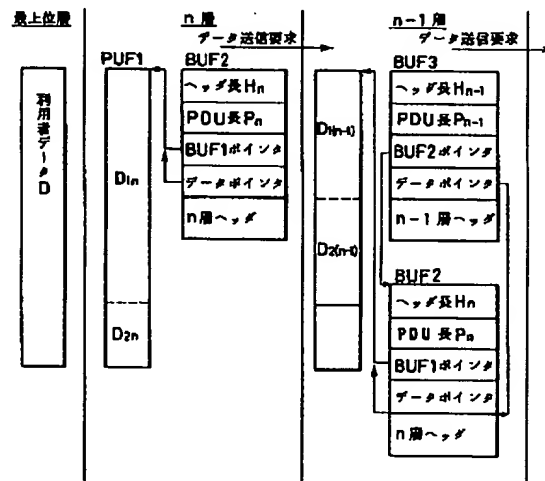 最上位層
n 層
n-1 層
データ送信要求
データ送信要求
PUF1
BUF2
BUF3
利用者データD
D1n
D2n
ヘッダ長Hn
PDU長Pn
BUF1ポインタ
データポインタ
n層ヘッダ
D1(n-1)
D2(n-1)
ヘッダ長Hn-1
PDU長Pn-1
BUF2ポインタ
データポインタ
n-1層ヘッダ
BUF2
ヘッダ長Hn
PDU長Pn
BUF1ポインタ
データポインタ
n層ヘッダ